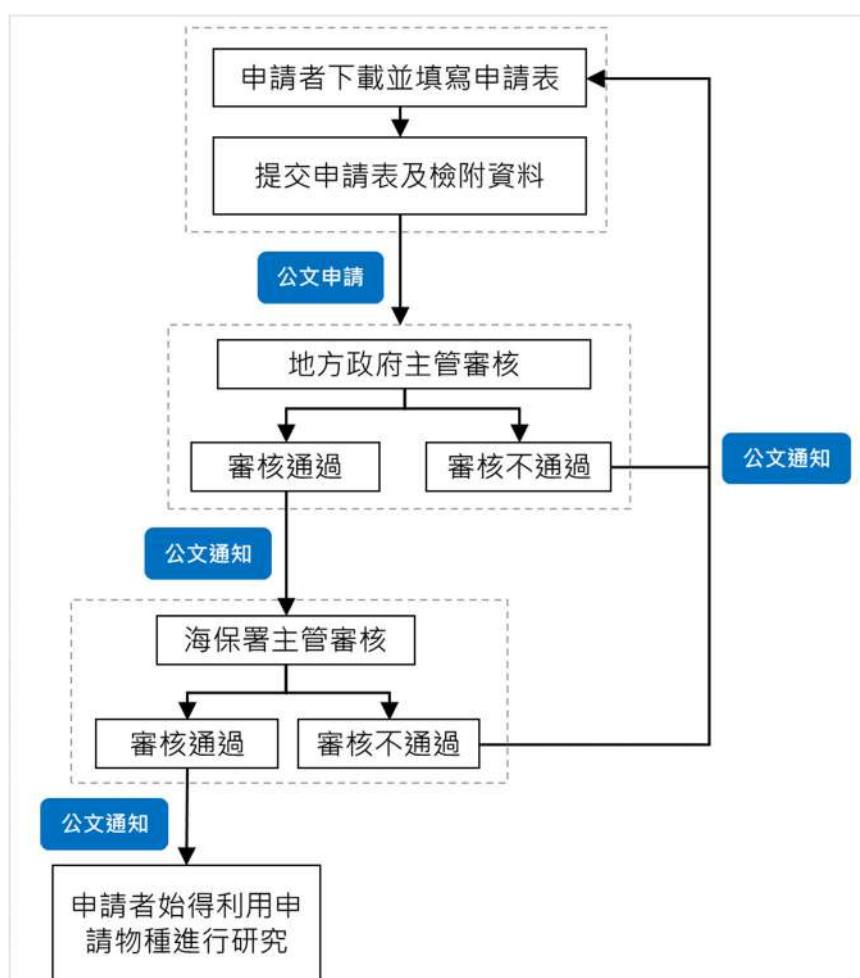 申請者下載並填寫申請表
提交申請表及檢附資料
公文申請
地方政府主管審核
審核通過
審核不通過
公文通知
公文通知
海保署主管審核
審核通過
審核不通過
公文通知
申請者始得利用申
請物種進行研究